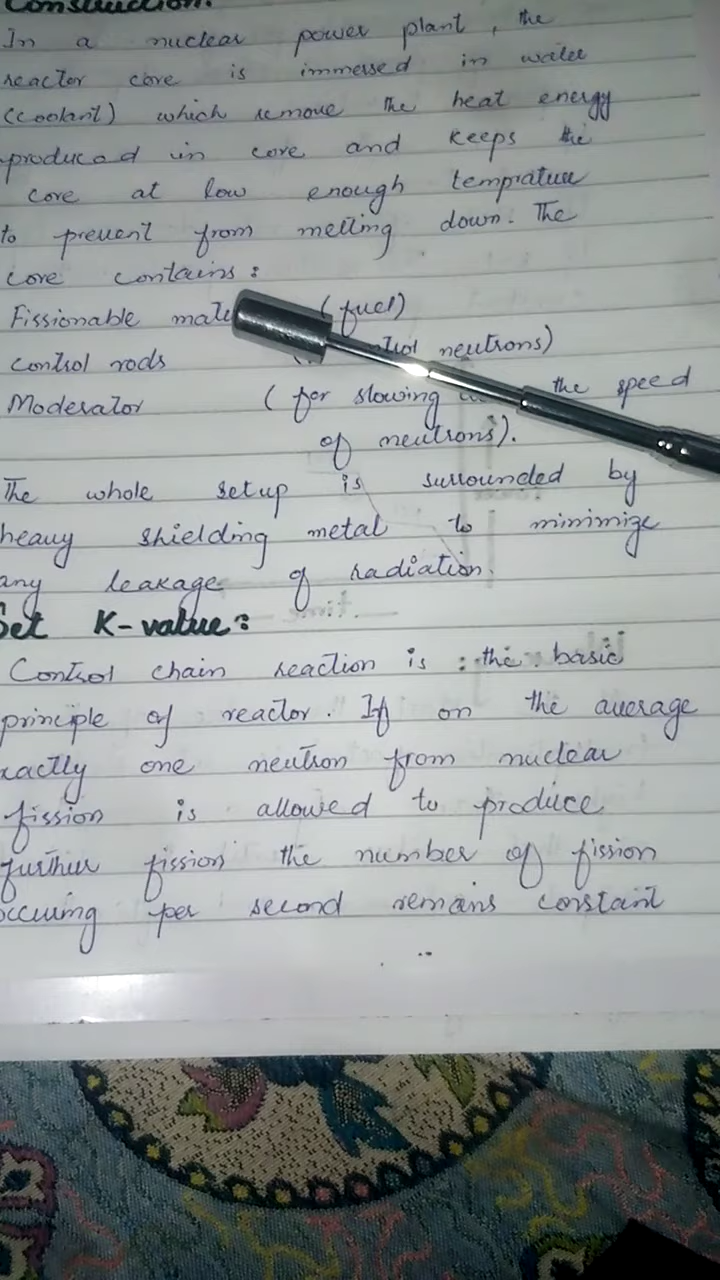 Construction:
In a nuclear power plant, the
reactor core is immersed in water
(coolant) which remove the heat energy
produced in core and keeps the
core at low enough tempratuer
to prevent from melting down. The
core contains:
Fissionable (fuel)
control rods neutrons)
Moderator (for slowing the speed
of neutrons).
The whole setup is surrounded by
heavy shielding metal to minimize
any leakage of radiation.
Set K-value:
Control chain reaction is : the basic
principle of reactor. If on the average
xactly one neutron from nuclear
fission is allowed to produce
further fission the number of fission
occuring per second remains constant